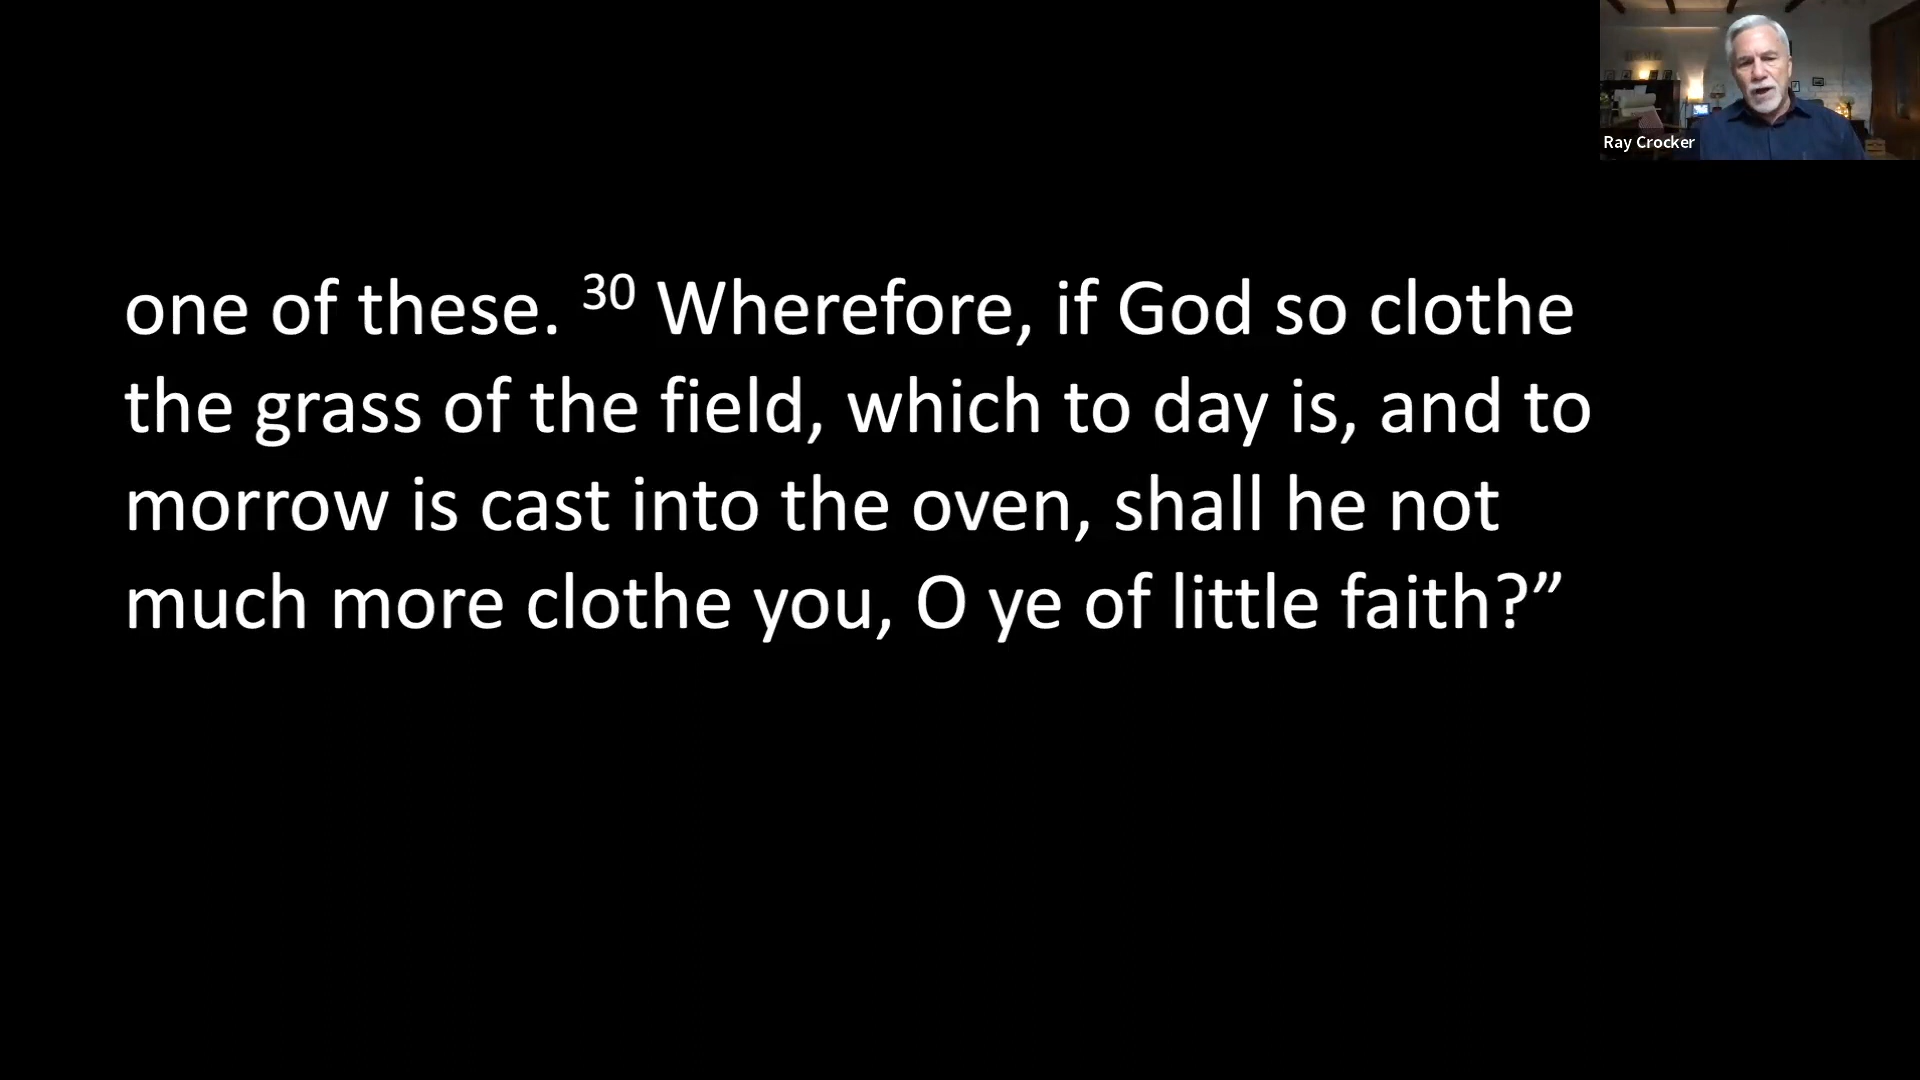 Ray Crocker
one of these. 30 Wherefore, if God so clothe
the grass of the field, which to day is, and to
morrow is cast into the oven, shall he not
much more clothe you, O ye of little faith?”